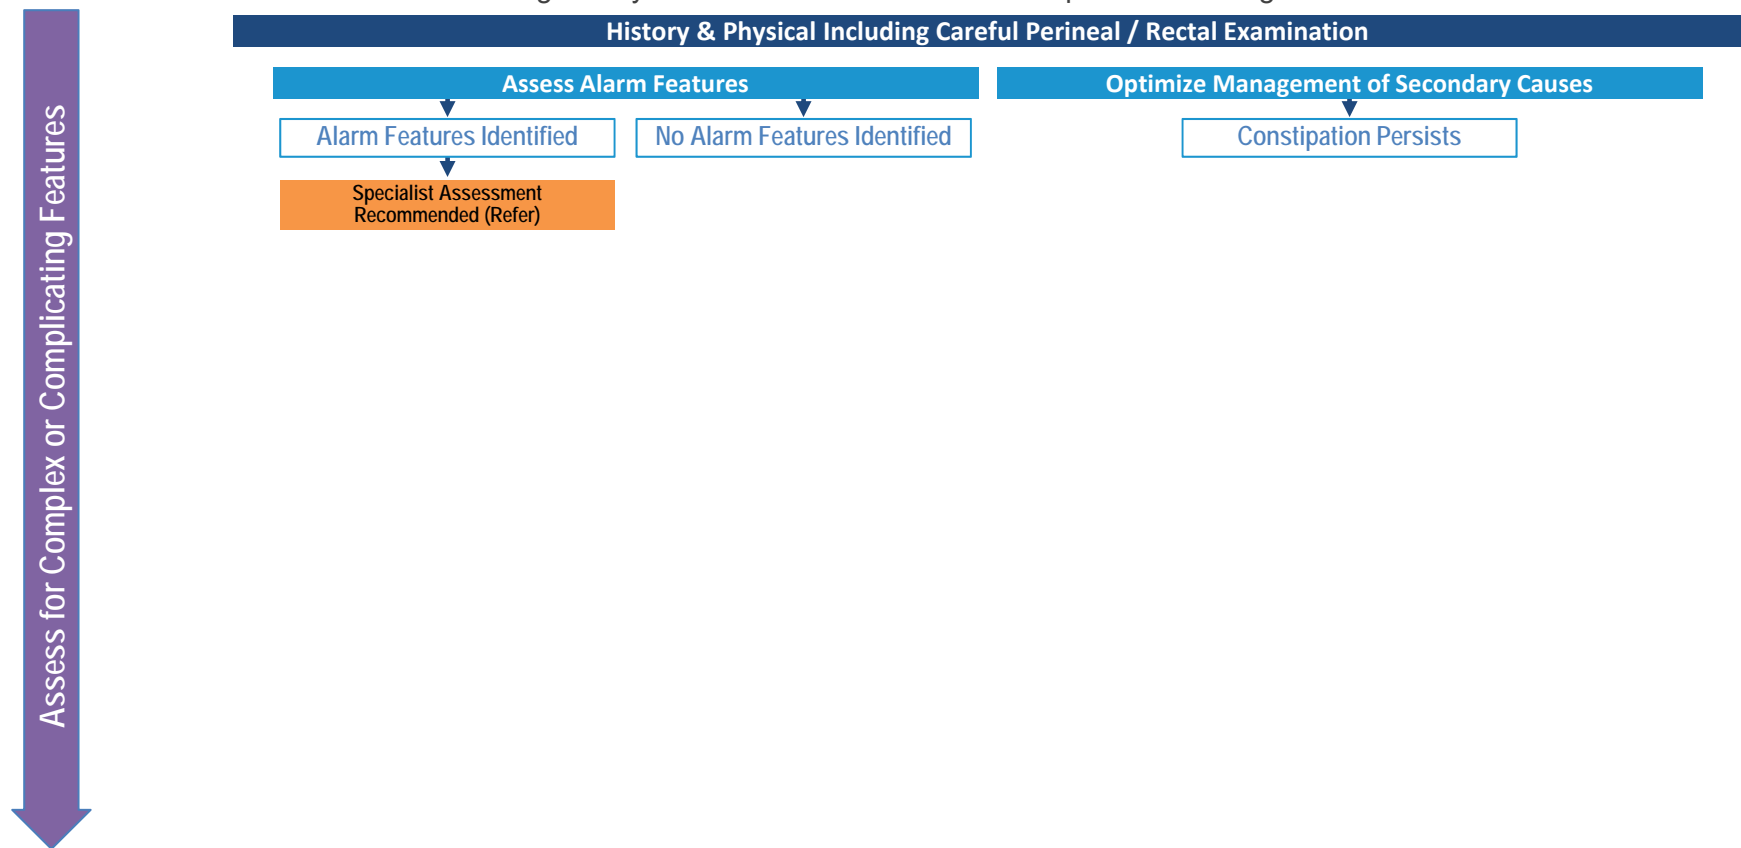 History & Physical Including Careful Perineal / Rectal Examination
Assess Alarm Features
Optimize Management of Secondary Causes
Alarm Features Identified
No Alarm Features Identified
Constipation Persists
Specialist Assessment
Recommended (Refer)
Assess for Complex or Complicating Features